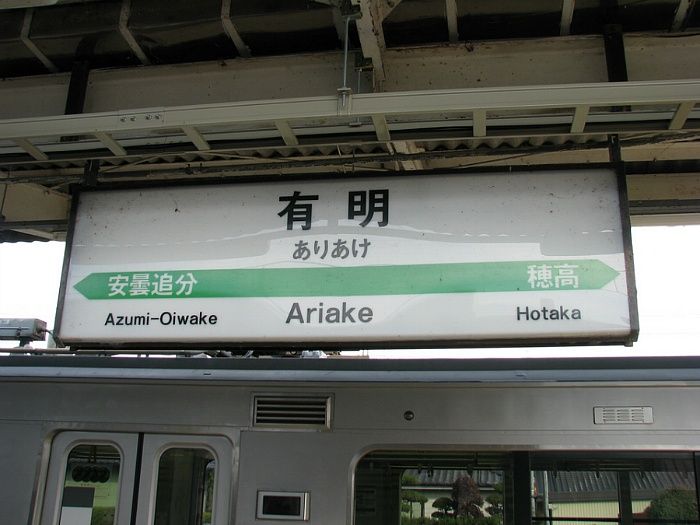 有明
ありあけ
安曇追分
穂高
Azumi-Oiwake
Ariake
Hotaka